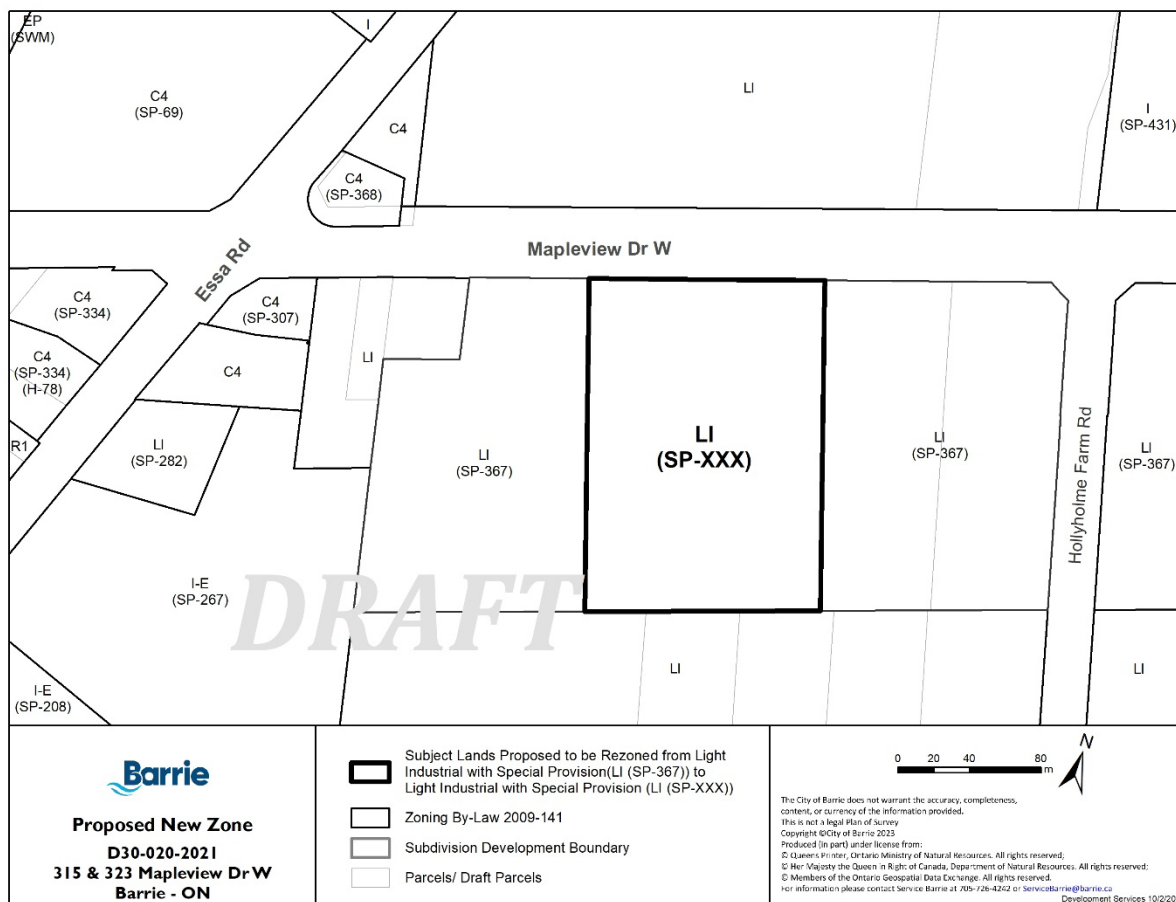 EP
(SWM)
I
C4
(SP-69)
LI
I
(SP-431)
C4
C4
(SP-368)
Mapleview Dr W
Essa Rd
C4
(SP-334)
C4
(SP-307)
C4
(SP-334)
(H-78)
C4
LI
R1
LI
(SP-282)
LI
(SP-367)
LI
(SP-XXX)
LI
(SP-367)
Hollyholme Farm Rd
LI
(SP-367)
I-E
(SP-267)
DRAFT
I-E
(SP-208)
LI
LI
Barrie
Proposed New Zone
D30-020-2021
315 & 323 Mapleview Dr W
Barrie - ON
Subject Lands Proposed to be Rezoned from Light
Industrial with Special Provision(LI (SP-367)) to
Light Industrial with Special Provision (LI (SP-XXX))
Zoning By-Law 2009-141
Subdivision Development Boundary
Parcels/ Draft Parcels
0 20 40 80
m
N
The City of Barrie does not warrant the accuracy, completeness,
content, or currency of the information provided.
This is not a legal Plan of Survey
Copyright ©City of Barrie 2023
Produced (in part) under license from:
© Queens Printer, Ontario Ministry of Natural Resources. All rights reserved;
© Her Majesty the Queen in Right of Canada, Department of Natural Resources. All rights reserved;
© Members of the Ontario Geospatial Data Exchange. All rights reserved.
For information please contact Service Barrie at 705-726-4242 or ServiceBarrie@barrie.ca
Development Services